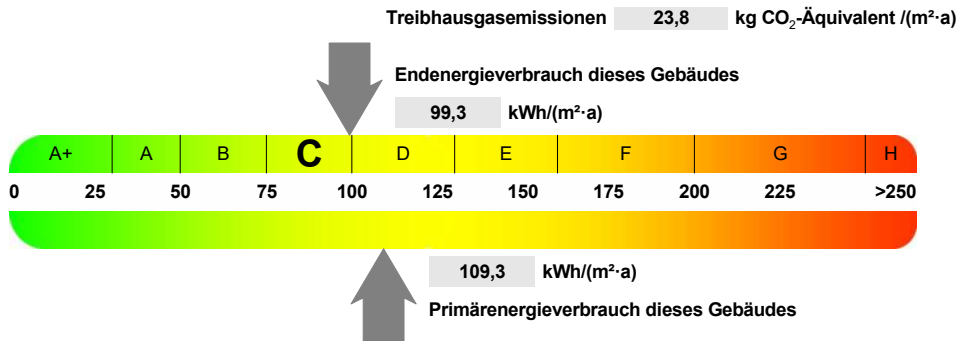 Treibhausgasemissionen 23,8 kg CO₂-Äquivalent /(m²·a)
Endenergieverbrauch dieses Gebäudes
99,3 kWh/(m²·a)
A+ A B C D E F G H
0 25 50 75 100 125 150 175 200 225 >250
109,3 kWh/(m²·a)
Primärenergieverbrauch dieses Gebäudes